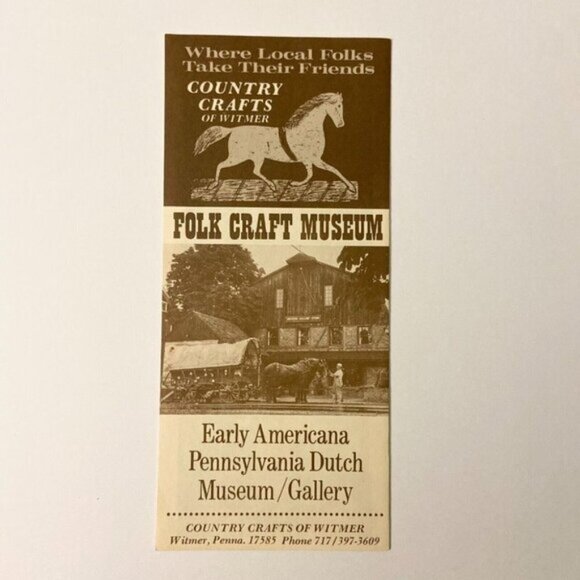 Where Local Folks
Take Their Friends
COUNTRY
CRAFTS
OF WITMER
FOLK CRAFT MUSEUM
Early Americana
Pennsylvania Dutch
Museum/Gallery
COUNTRY CRAFTS OF WITMER
Witmer, Penna. 17585 Phone 717/397-3609